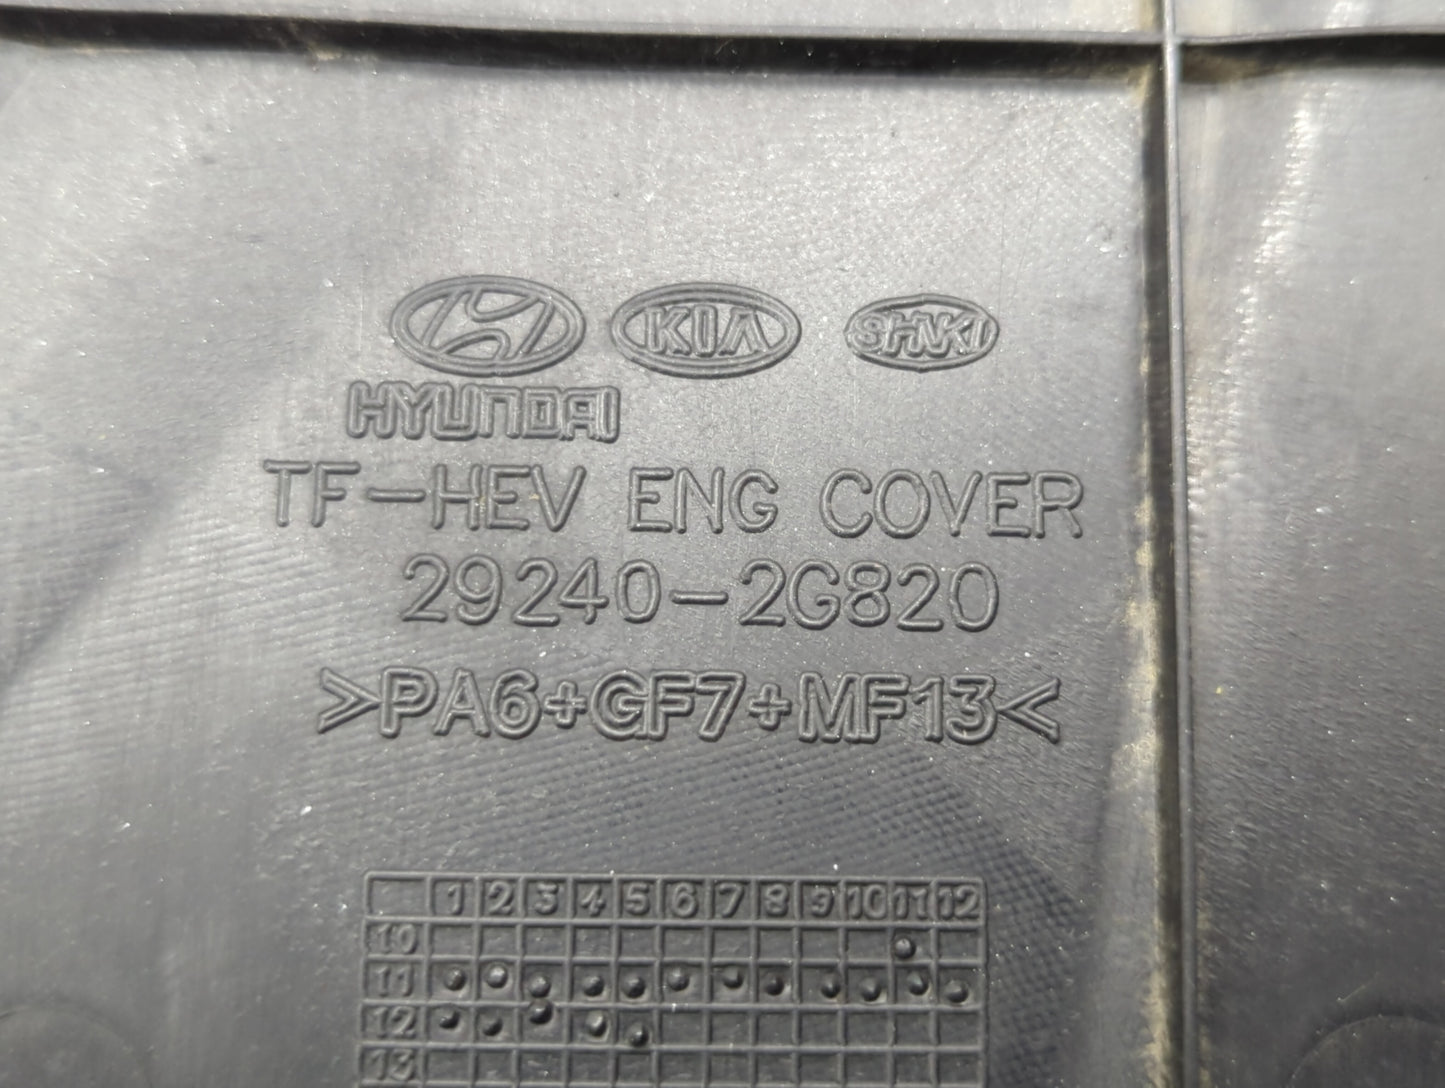 KIA
HYUNDAI
TF-HEV ENG COVER
29240-2G820
>PA6+GF7+MF13<
1 2 3 4 5 6 7 8 9 10 11 12
10
11
12
13